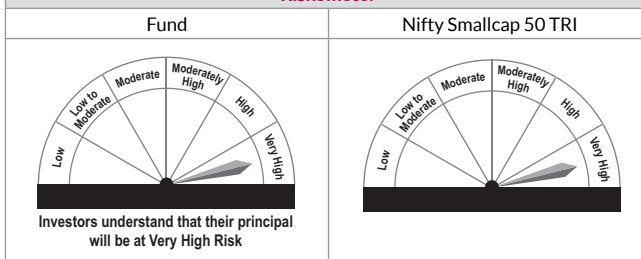 Fund
Nifty Smallcap 50 TRI
Low
Low to
Moderate
Moderate
Moderately
High
High
Very High
Investors understand that their principal
will be at Very High Risk
Low
Low to
Moderate
Moderate
Moderately
High
High
Very High